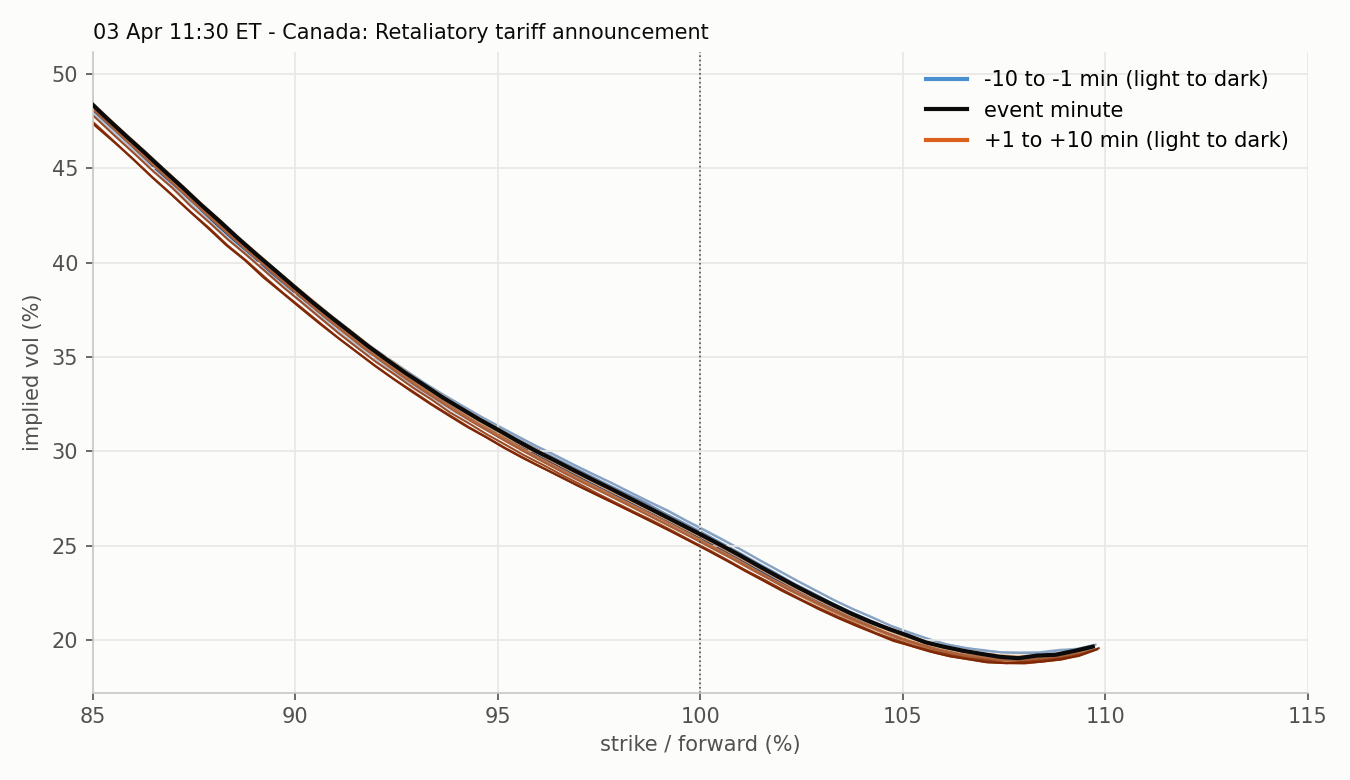 03 Apr 11:30 ET - Canada: Retaliatory tariff announcement
-10 to -1 min (light to dark)
event minute
+1 to +10 min (light to dark)
implied vol (%)
50
45
40
35
30
25
20
85 90 95 100 105 110 115
strike / forward (%)